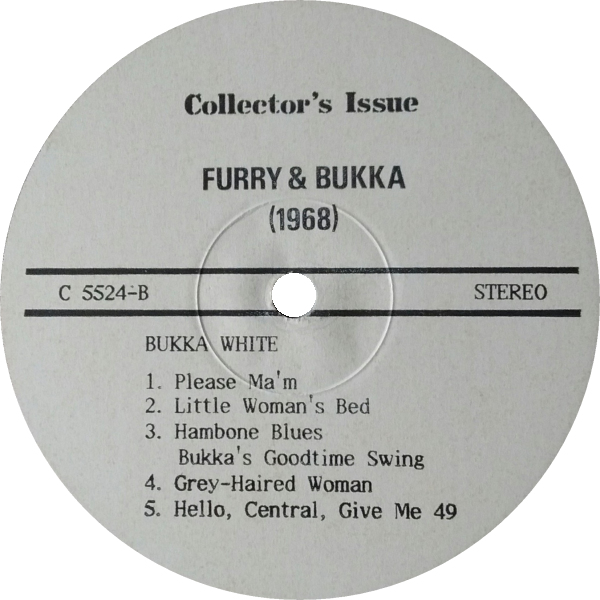 Collector's Issue
FURRY & BUKKA
(1968)
C 5524-B STEREO
BUKKA WHITE
1. Please Ma'm
2. Little Woman's Bed
3. Hambone Blues
Bukka's Goodtime Swing
4. Grey-Haired Woman
5. Hello, Central, Give Me 49